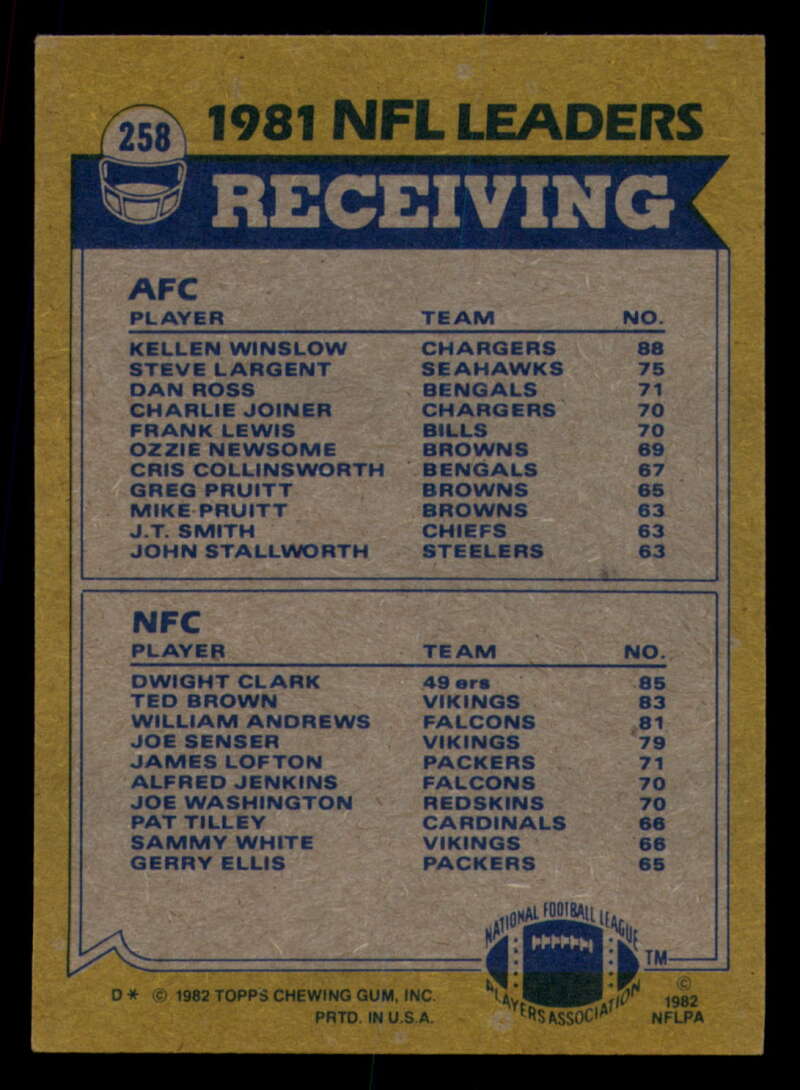 258
1981 NFL LEADERS
RECEIVING
AFC
PLAYER TEAM NO.
KELLEN WINSLOW CHARGERS 88
STEVE LARGENT SEAHAWKS 75
DAN ROSS BENGALS 71
CHARLIE JOINER CHARGERS 70
FRANK LEWIS BILLS 70
OZZIE NEWSOME BROWNS 69
CRIS COLLINSWORTH BENGALS 67
GREG PRUITT BROWNS 65
MIKE PRUITT BROWNS 63
J.T. SMITH CHIEFS 63
JOHN STALLWORTH STEELERS 63
NFC
PLAYER TEAM NO.
DWIGHT CLARK 49ers 85
TED BROWN VIKINGS 83
WILLIAM ANDREWS FALCONS 81
JOE SENSER VIKINGS 79
JAMES LOFTON PACKERS 71
ALFRED JENKINS FALCONS 70
JOE WASHINGTON REDSKINS 70
PAT TILLEY CARDINALS 66
SAMMY WHITE VIKINGS 66
GERRY ELLIS PACKERS 65
NATIONAL FOOTBALL LEAGUE
PLAYERS ASSOCIATION
TM
D* © 1982 TOPPS CHEWING GUM, INC.
PRTD. IN U.S.A.
©
1982
NFLPA